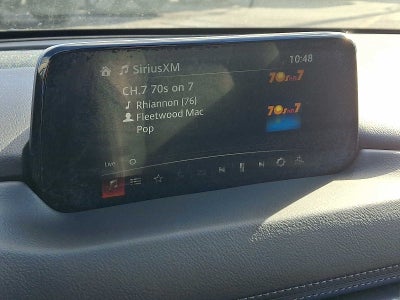 SiriusXM 10:48
CH.7 70s on 7
70s on 7
Rhiannon (76)
Fleetwood Mac
70s on 7
Pop
Live